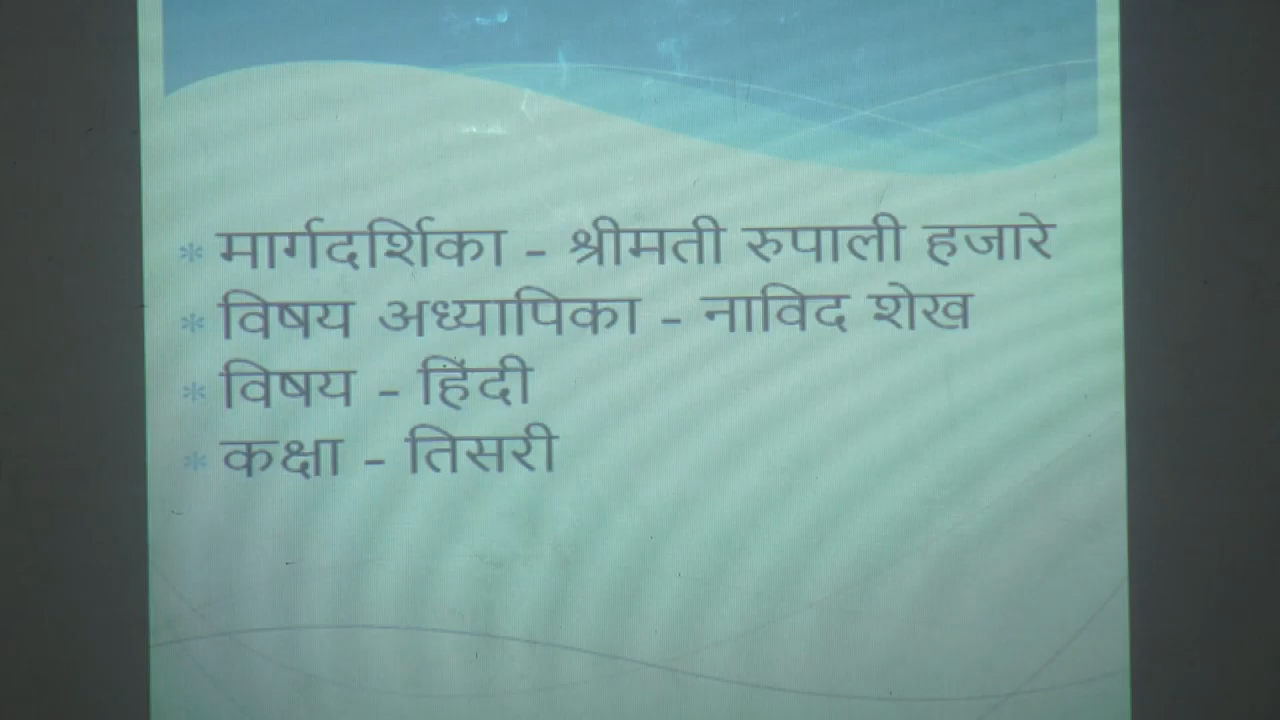 * मार्गदर्शिका - श्रीमती रुपाली हजारे
* विषय अध्यापिका - नाविद शेख
* विषय - हिंदी
* कक्षा - तिसरी